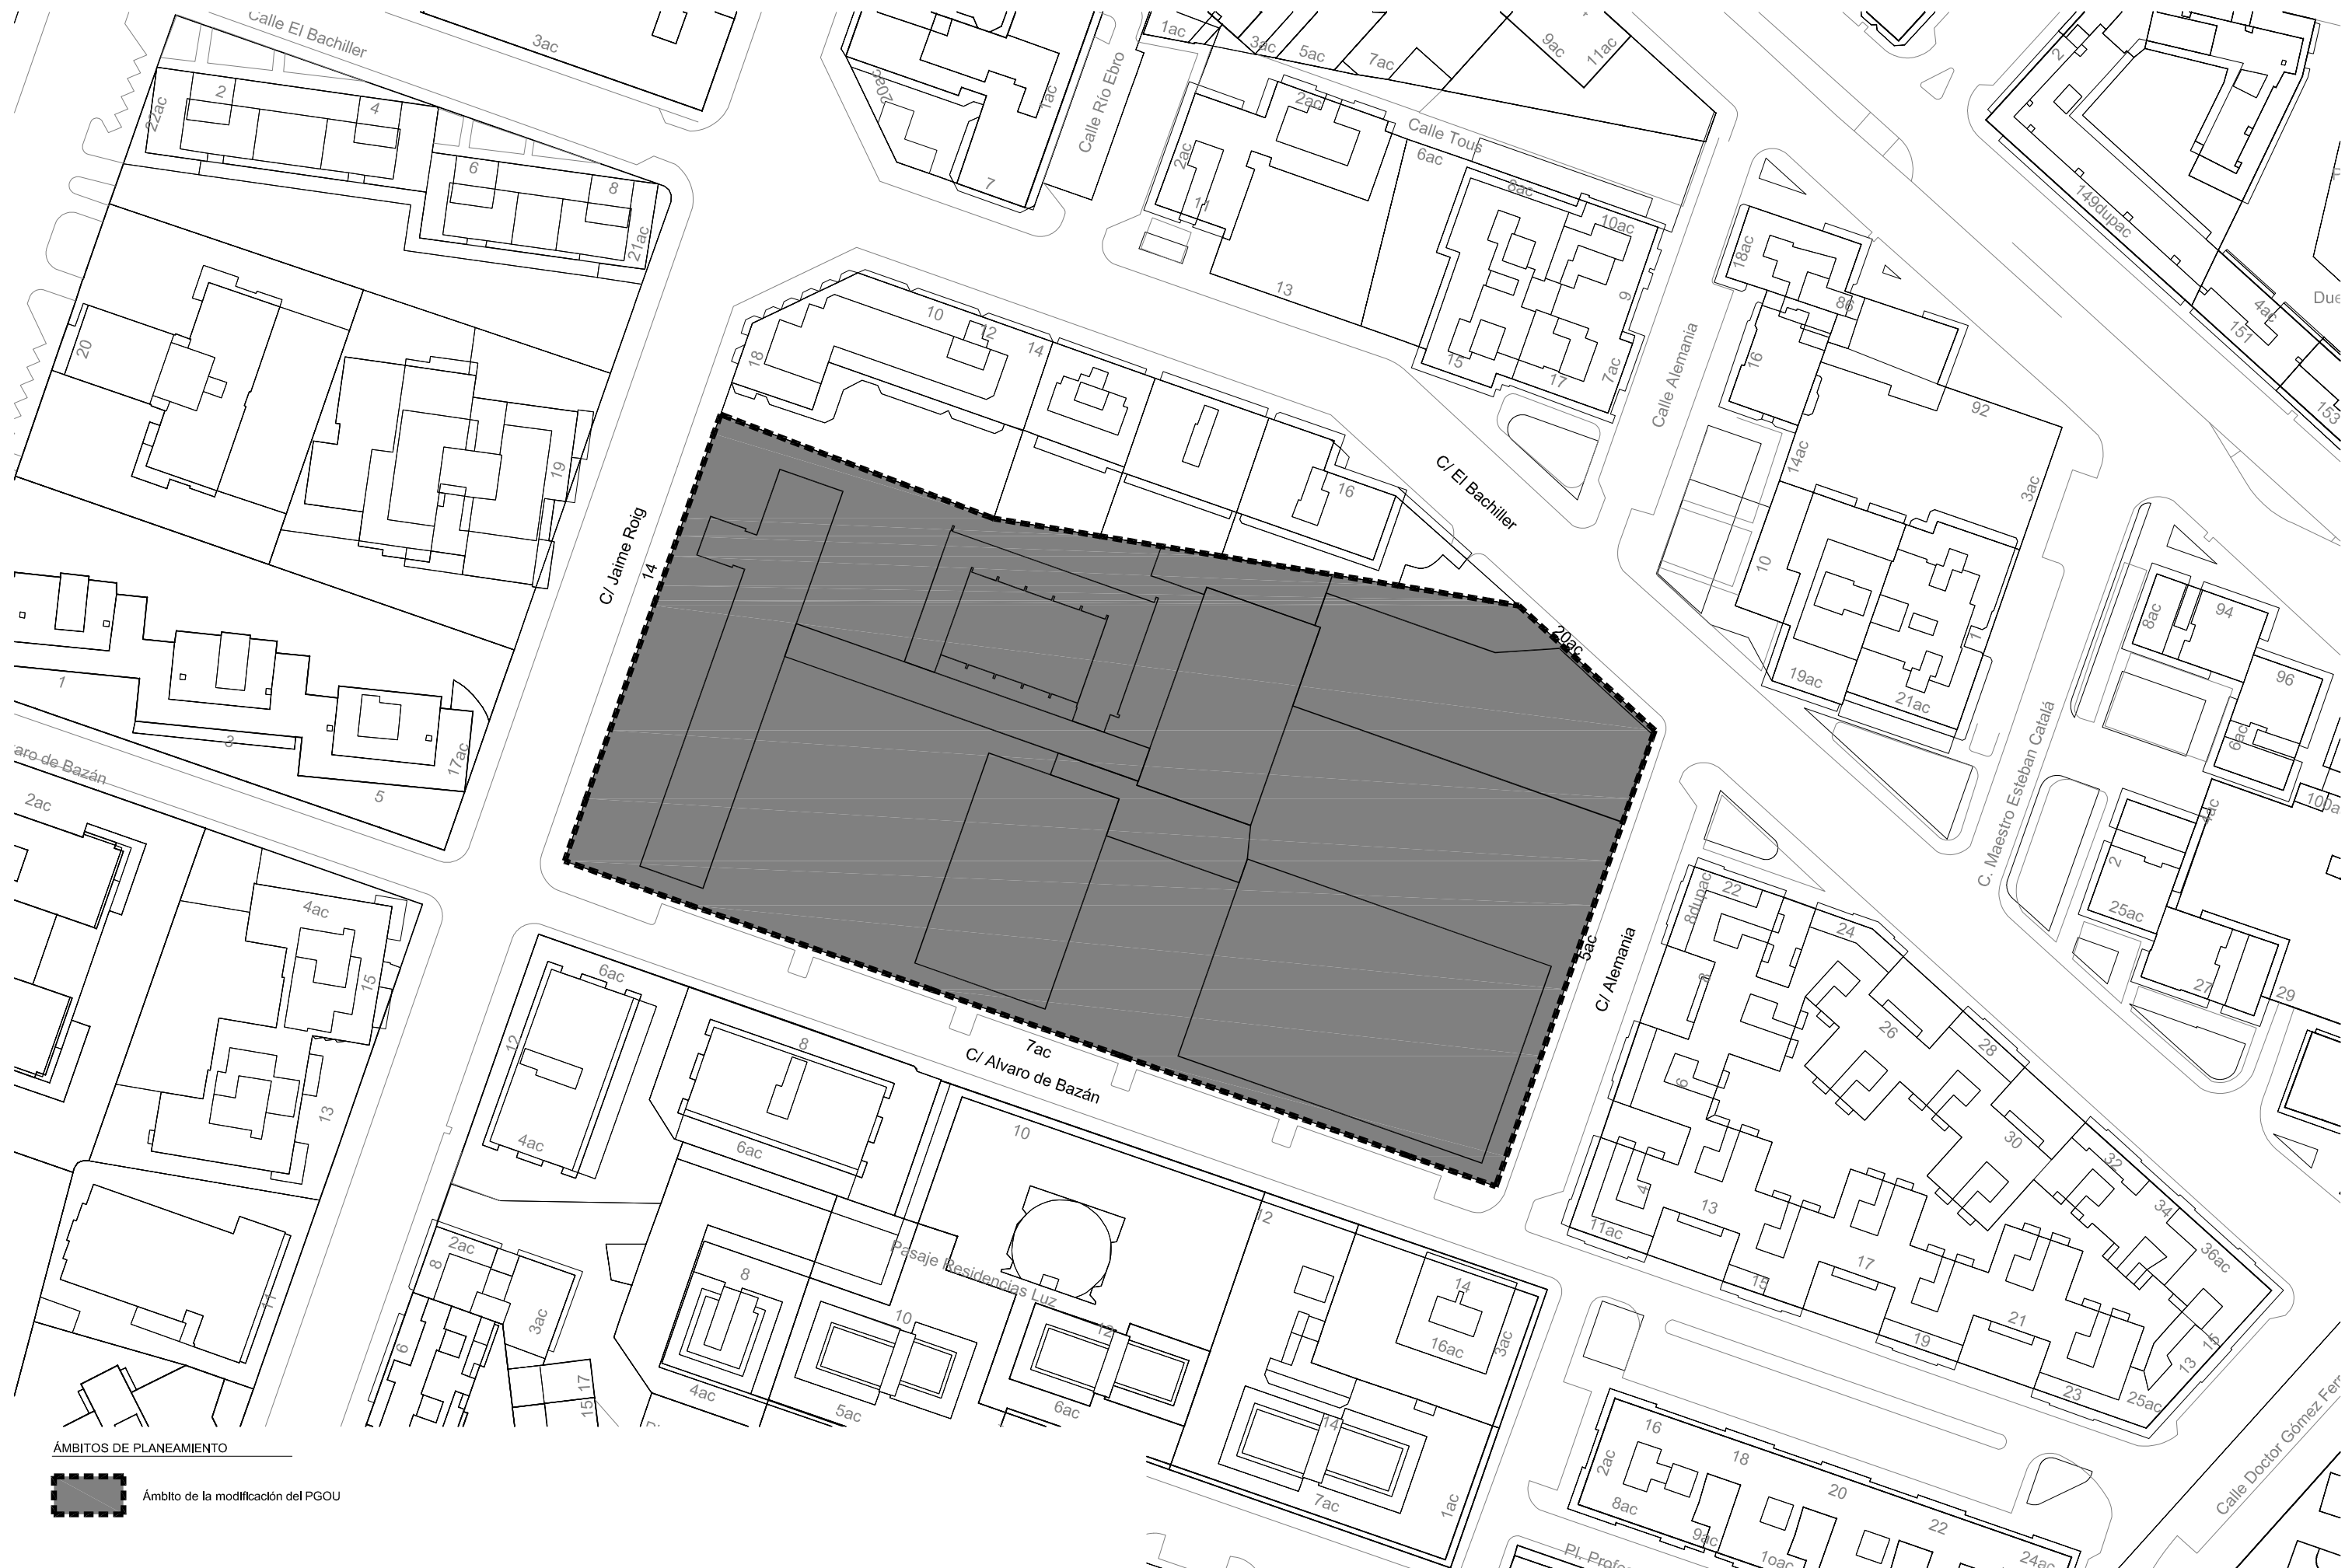 Calle El Bachiller
3ac
22ac
2
4
6
8
21ac
20ac
1ac
7
Calle Río Ebro
1ac
3ac
5ac
7ac
9ac
11ac
2ac
Calle Tous
6ac
8ac
10ac
2ac
11
13
9
15
17
7ac
Calle Alemania
18ac
86
16
92
14ac
3ac
10
19ac
21ac
1
2
149dupac
4ac
151
153
Due
20
19
18
10
12
14
16
C/ El Bachiller
C/ Jaime Roig
14
20ac
5ac
C/ Alemania
7ac
C/ Alvaro de Bazán
1
3
5
17ac
aro de Bazán
2ac
4ac
15
13
11
8ac
94
96
6ac
100a
4ac
C. Maestro Esteban Catalá
2
25ac
27
29
22
8dupac
8
24
26
28
30
32
34
36ac
6
4
11ac
13
15
17
19
21
23
25ac
13
15
6ac
12
4ac
8
6ac
10
12
Pasaje Residencias Luz
2ac
8
3ac
6
15
17
8
10
12
4ac
5ac
6ac
14
16ac
3ac
14
7ac
1ac
16
18
20
22
24ac
2ac
8ac
9ac
1oac
Pl. Profe
Calle Doctor Gómez Ferr
ÁMBITOS DE PLANEAMIENTO
Ámbito de la modificación del PGOU